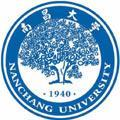 南昌大学
NANCHANG UNIVERSITY
· 1940 ·